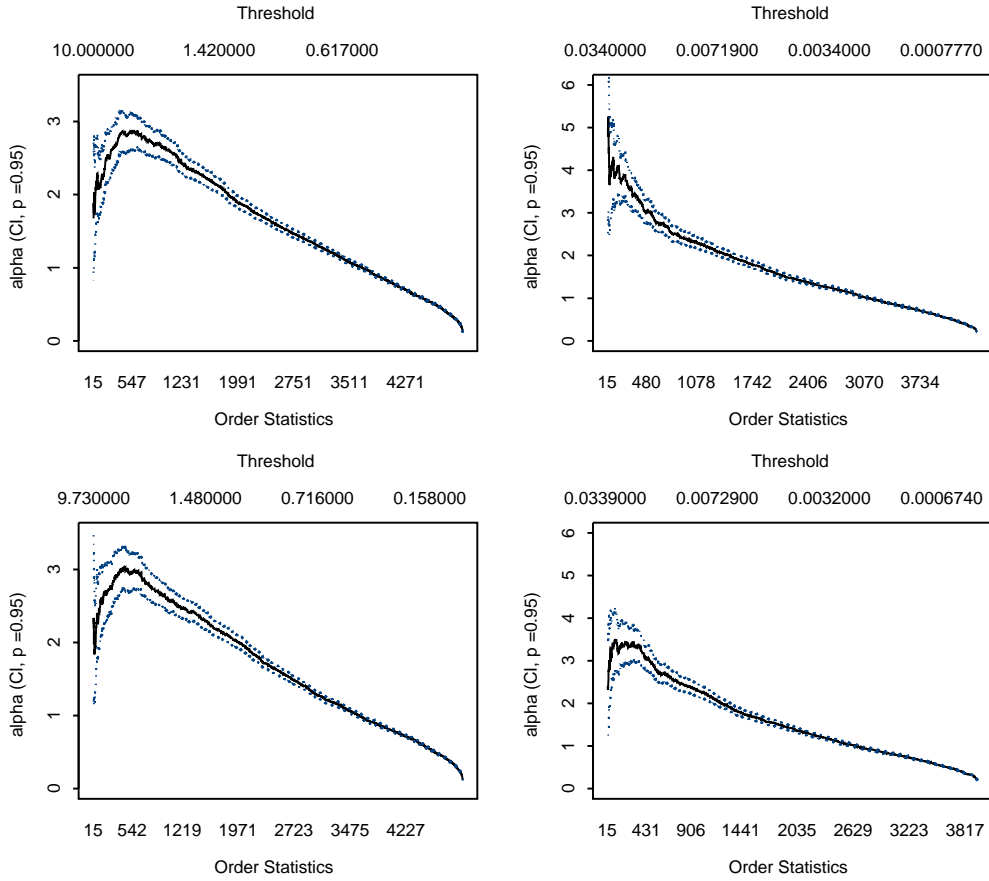 Threshold
10.000000 1.420000 0.617000
3
2
1
0
alpha (CI, p =0.95)
15 547 1231 1991 2751 3511 4271
Order Statistics
Threshold
0.0340000 0.0071900 0.0034000 0.0007770
6
5
4
3
2
1
0
alpha (CI, p =0.95)
15 480 1078 1742 2406 3070 3734
Order Statistics
Threshold
9.730000 1.480000 0.716000 0.158000
3
2
1
0
alpha (CI, p =0.95)
15 542 1219 1971 2723 3475 4227
Order Statistics
Threshold
0.0339000 0.0072900 0.0032000 0.0006740
6
5
4
3
2
1
0
alpha (CI, p =0.95)
15 431 906 1441 2035 2629 3223 3817
Order Statistics